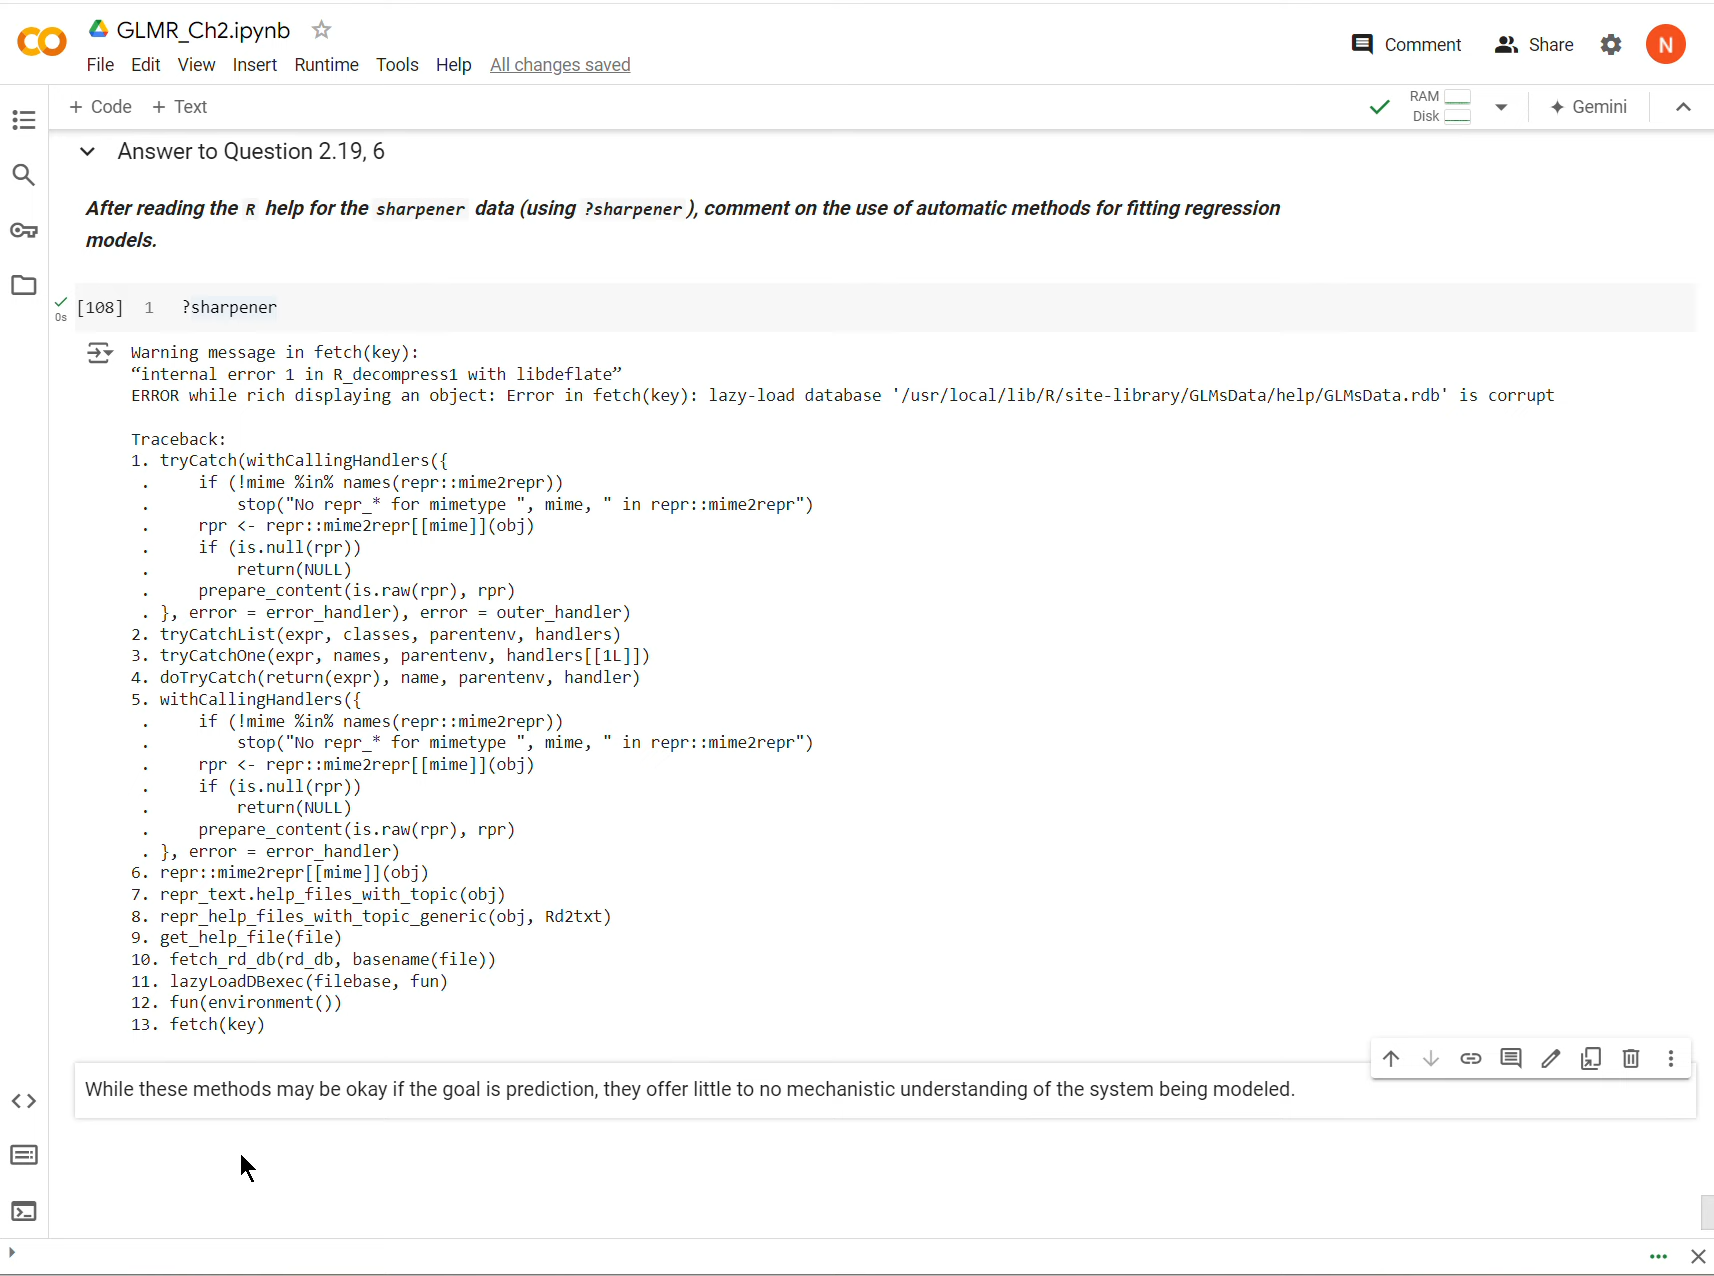 GLMR_Ch2.ipynb
File Edit View Insert Runtime Tools Help All changes saved
Comment Share N
+ Code + Text
RAM
Disk
Gemini
Answer to Question 2.19, 6
After reading the R help for the sharpener data (using ?sharpener ), comment on the use of automatic methods for fitting regression
models.
0s
[108] 1 ?sharpener
Warning message in fetch(key):
“internal error 1 in R_decompress1 with libdeflate”
ERROR while rich displaying an object: Error in fetch(key): lazy-load database '/usr/local/lib/R/site-library/GLMsData/help/GLMsData.rdb' is corrupt
Traceback:
1. tryCatch(withCallingHandlers({
.     if (!mime %in% names(repr::mime2repr))
.         stop("No repr_* for mimetype ", mime, " in repr::mime2repr")
.     rpr <- repr::mime2repr[[mime]](obj)
.     if (is.null(rpr))
.         return(NULL)
.     prepare_content(is.raw(rpr), rpr)
. }, error = error_handler), error = outer_handler)
2. tryCatchList(expr, classes, parentenv, handlers)
3. tryCatchOne(expr, names, parentenv, handlers[[1L]])
4. doTryCatch(return(expr), name, parentenv, handler)
5. withCallingHandlers({
.     if (!mime %in% names(repr::mime2repr))
.         stop("No repr_* for mimetype ", mime, " in repr::mime2repr")
.     rpr <- repr::mime2repr[[mime]](obj)
.     if (is.null(rpr))
.         return(NULL)
.     prepare_content(is.raw(rpr), rpr)
. }, error = error_handler)
6. repr::mime2repr[[mime]](obj)
7. repr_text.help_files_with_topic(obj)
8. repr_help_files_with_topic_generic(obj, Rd2txt)
9. get_help_file(file)
10. fetch_rd_db(rd_db, basename(file))
11. lazyLoadDBexec(filebase, fun)
12. fun(environment())
13. fetch(key)
While these methods may be okay if the goal is prediction, they offer little to no mechanistic understanding of the system being modeled.